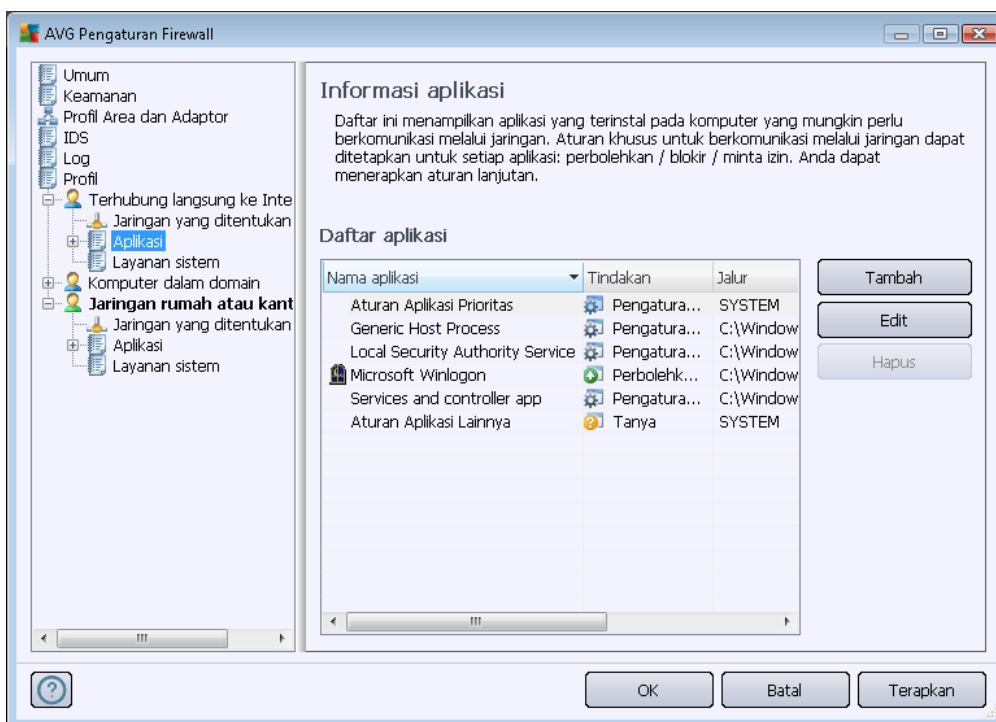 AVG Pengaturan Firewall
Umum
Keamanan
Profil Area dan Adaptor
IDS
Log
Profil
Terhubung langsung ke Inte
Jaringan yang ditentukan
Aplikasi
Layanan sistem
Komputer dalam domain
Jaringan rumah atau kant
Jaringan yang ditentukan
Aplikasi
Layanan sistem
Informasi aplikasi
Daftar ini menampilkan aplikasi yang terinstal pada komputer yang mungkin perlu
berkomunikasi melalui jaringan. Aturan khusus untuk berkomunikasi melalui jaringan dapat
ditetapkan untuk setiap aplikasi: perbolehkan / blokir / minta izin. Anda dapat
menerapkan aturan lanjutan.
Daftar aplikasi
Nama aplikasi Tindakan Jalur
Aturan Aplikasi Prioritas Pengatura... SYSTEM
Generic Host Process Pengatura... C:\Window
Local Security Authority Service Pengatura... C:\Window
Microsoft Winlogon Perbolehk... C:\Window
Services and controller app Pengatura... C:\Window
Aturan Aplikasi Lainnya Tanya SYSTEM
Tambah
Edit
Hapus
OK Batal Terapkan